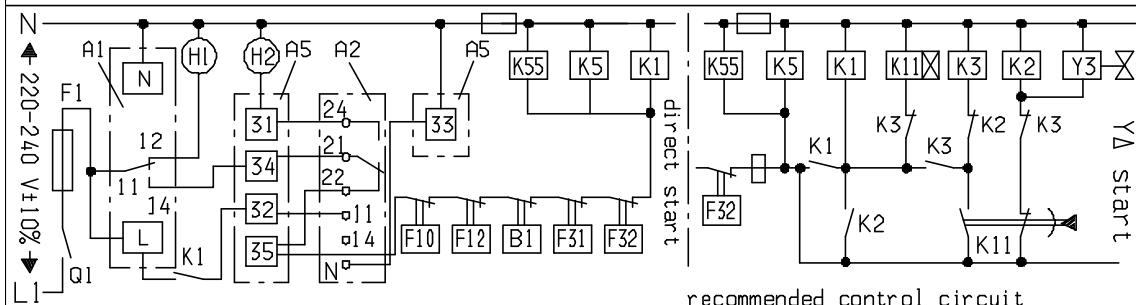 N
A1
H1
H2
A5
A2
A5
K55
K5
K1
K55
K5
K1
K11
K3
K2
Y3
220-240 V±10%
F1
N
31
24
33
12
34
21
22
K3
K2
K3
K1
K3
11
14
32
11
L
K1
35
14
N
F10
F12
B1
F31
F32
direct start
F32
K2
K11
YΔ start
Q1
L1
recommended control circuit